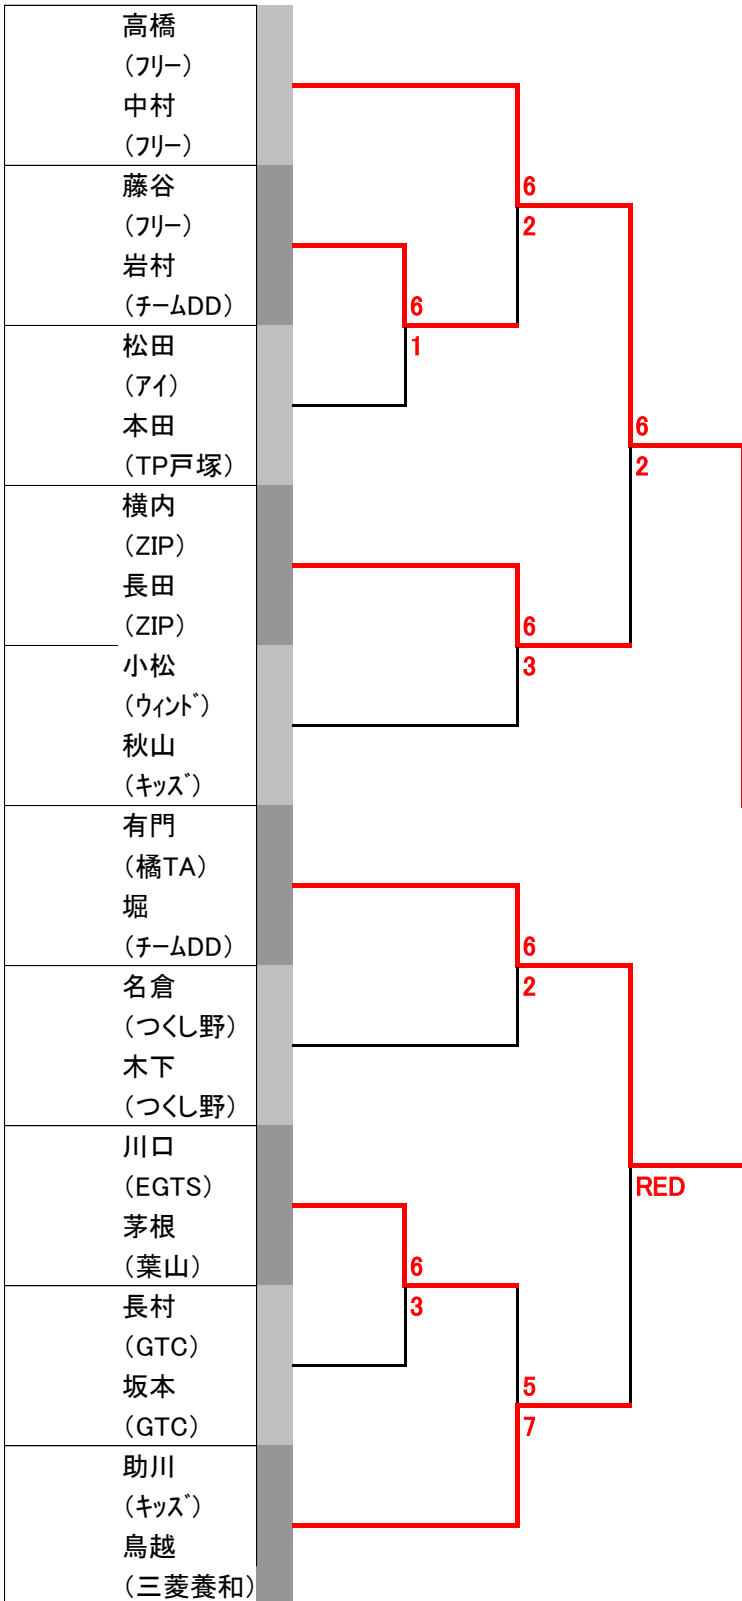 高橋
(フリー)
中村
(フリー)
藤谷
(フリー)
岩村
(チームDD)
松田
(アイ)
本田
(TP戸塚)
横内
(ZIP)
長田
(ZIP)
小松
(ウィンド)
秋山
(キッズ)
有門
(橘TA)
堀
(チームDD)
名倉
(つくし野)
木下
(つくし野)
川口
(EGTS)
茅根
(葉山)
長村
(GTC)
坂本
(GTC)
助川
(キッズ)
鳥越
(三菱養和)
6
1
6
3
6
2
6
3
6
2
5
7
6
2
RED